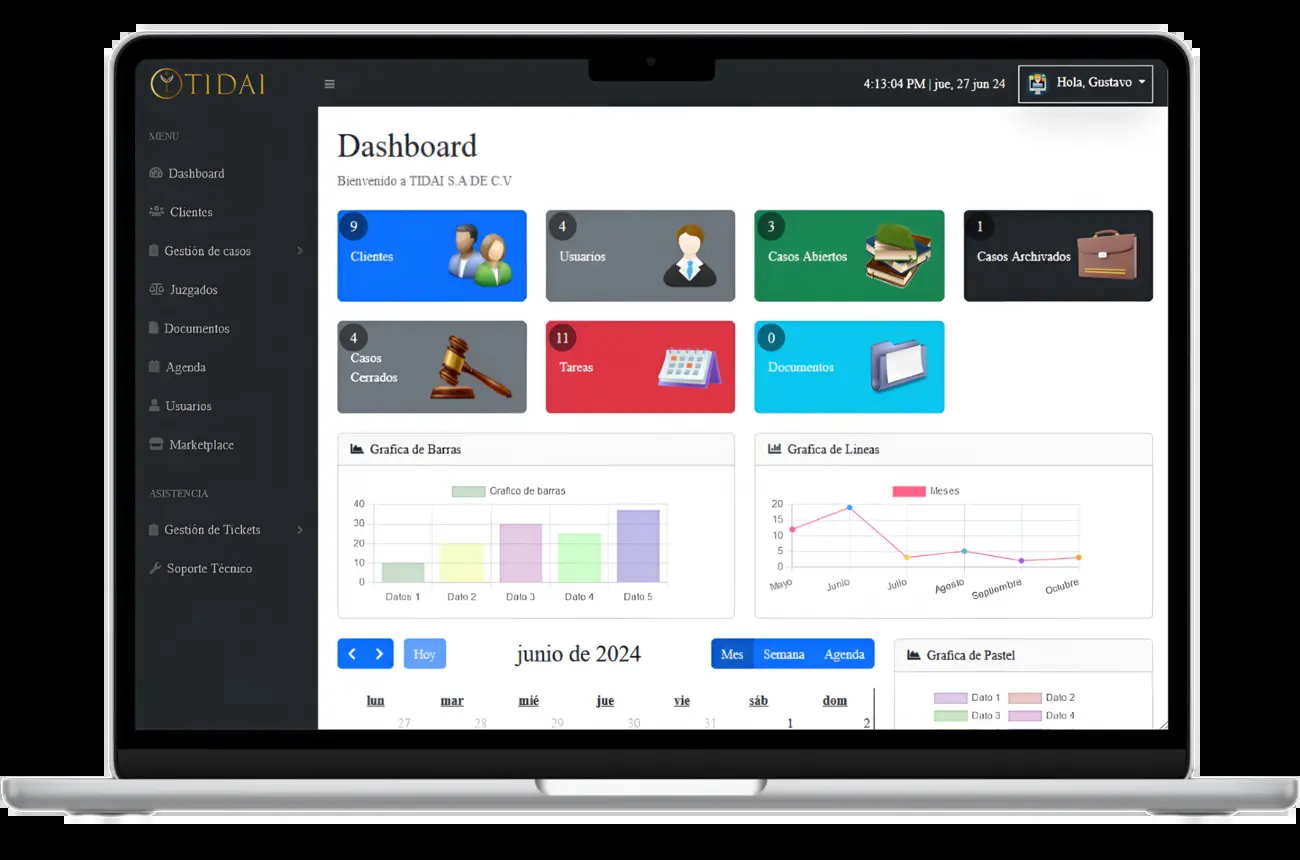 TIDAI
4:13:04 PM | jue, 27 jun 24
Hola, Gustavo
MENU
Dashboard
Clientes
Gestión de casos
Juzgados
Documentos
Agenda
Usuarios
Marketplace
ASISTENCIA
Gestión de Tickets
Soporte Técnico
Dashboard
Bienvenido a TIDAI S.A DE C.V
9
Clientes
4
Usuarios
3
Casos Abiertos
1
Casos Archivados
4
Casos
Cerrados
11
Tareas
0
Documentos
Grafica de Barras
Grafico de barras
40
30
20
10
0
Datos 1 Dato 2 Dato 3 Dato 4 Dato 5
Grafica de Lineas
Meses
20
15
10
5
0
Mayo Junio Julio Agosto Septiembre Octubre
Hoy
junio de 2024
Mes Semana Agenda
lun mar mié jue vie sáb dom
27 28 29 30 31 1 2
Grafica de Pastel
Dato 1 Dato 2
Dato 3 Dato 4